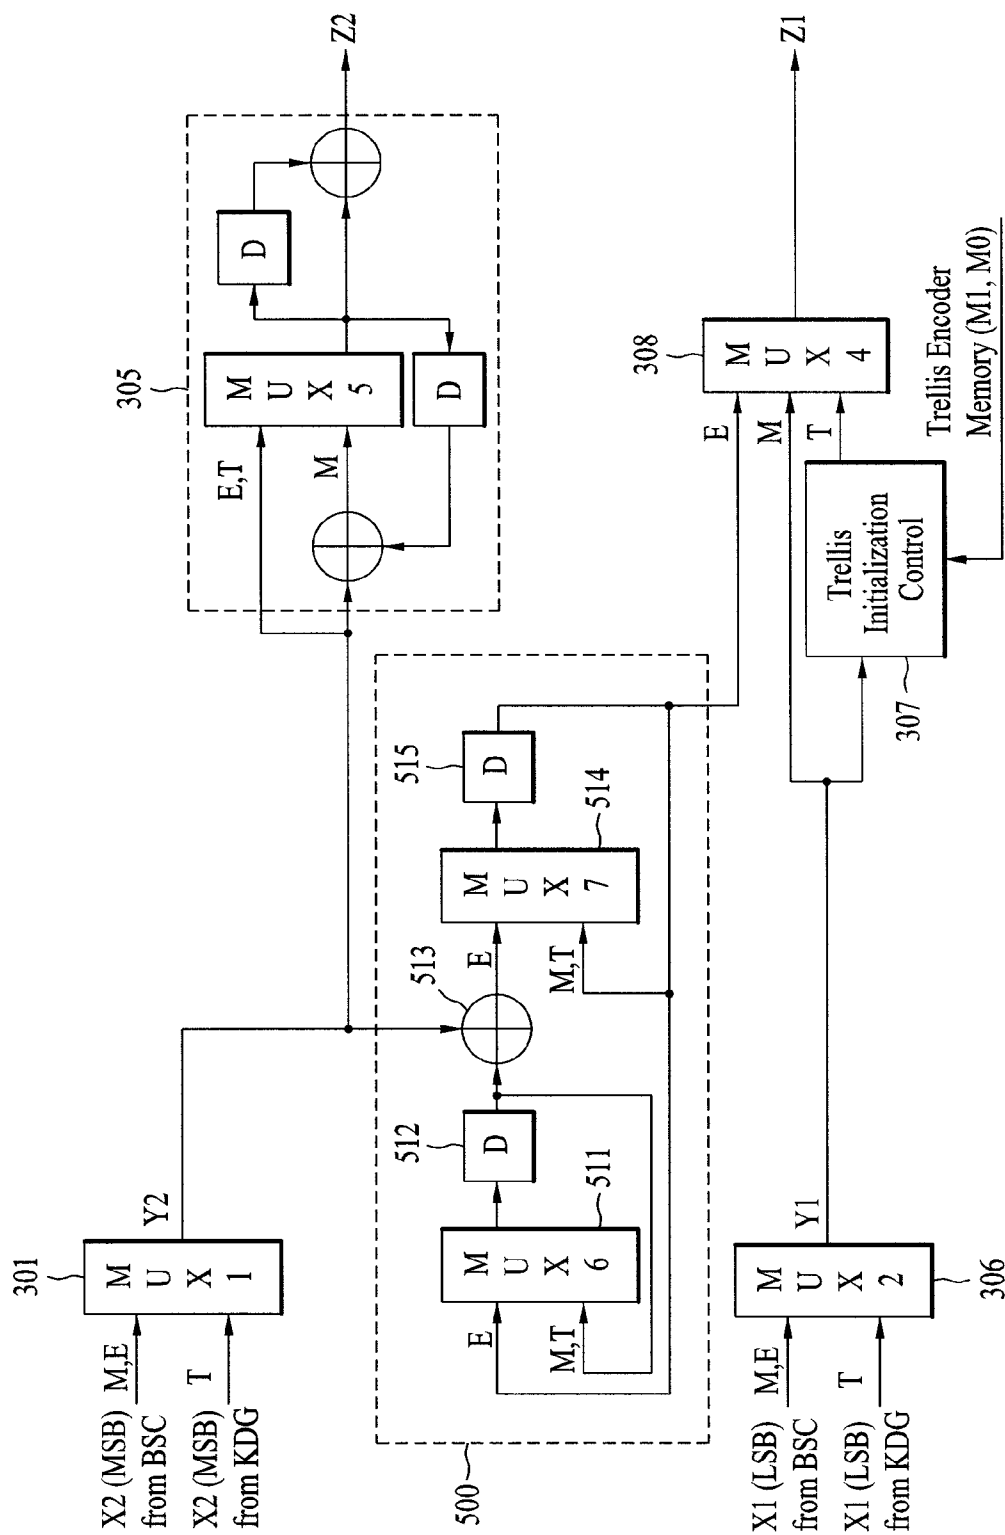 X2 (MSB)
from BSC
M,E
X2 (MSB)
from KDG
T
301
M
U
X
1
Y2
305
E,T
M
M
U
X
5
D
D
Z2
500
E
M,T
M
U
X
6
511
512
D
513
E
M,T
M
U
X
7
514
515
D
X1 (LSB)
from BSC
M,E
X1 (LSB)
from KDG
T
M
U
X
2
306
Y1
307
Trellis
Initialization
Control
Trellis Encoder
Memory (M1, M0)
E
M
T
308
M
U
X
4
Z1